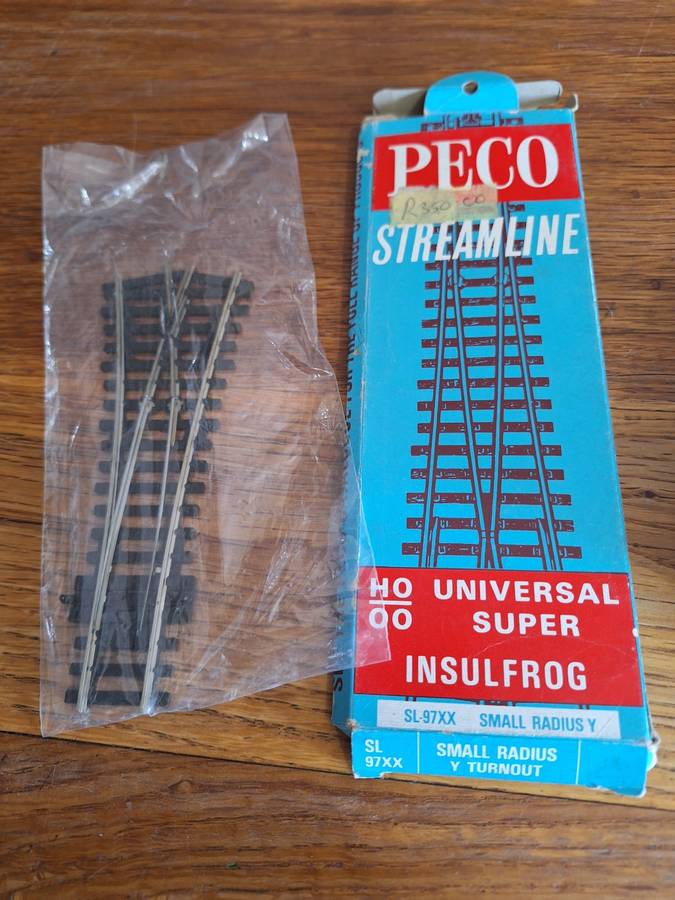 PECO
R350.00
STREAMLINE
HO UNIVERSAL
OO SUPER
INSULFROG
SL-97XX SMALL RADIUS Y
SL SMALL RADIUS
97XX Y TURNOUT